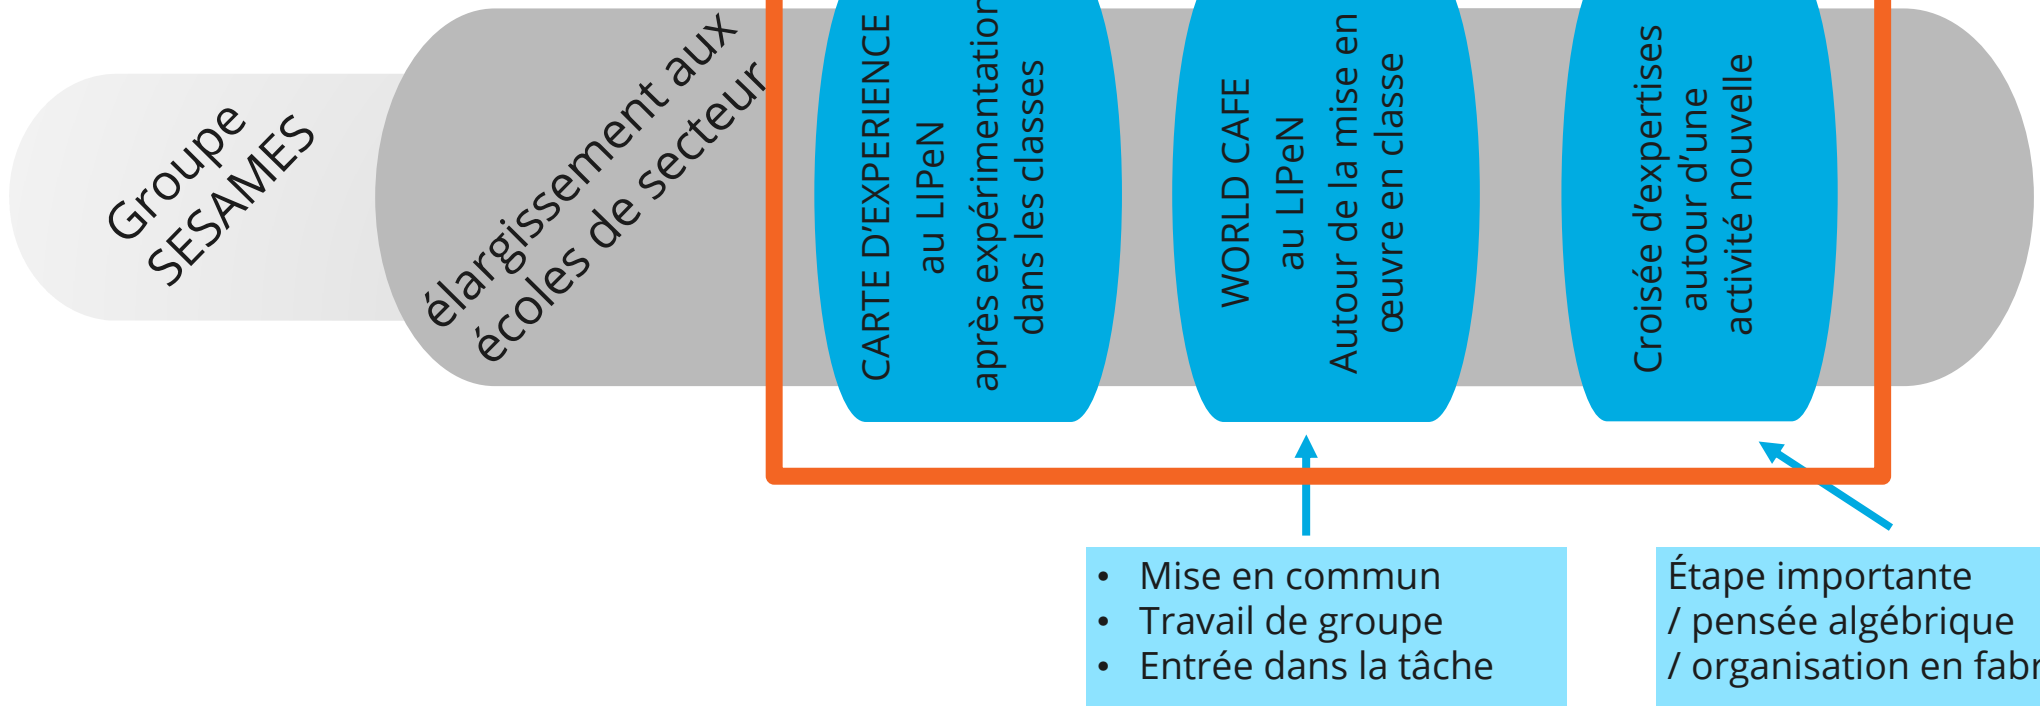 Groupe
SESAMES
élargissement aux
écoles de secteur
CARTE D'EXPERIENCE
au LIPeN
après expérimentation
dans les classes
WORLD CAFE
au LIPeN
Autour de la mise en
œuvre en classe
Croisée d'expertises
autour d'une
activité nouvelle
• Mise en commun
• Travail de groupe
• Entrée dans la tâche
Étape importante
/ pensée algébrique
/ organisation en